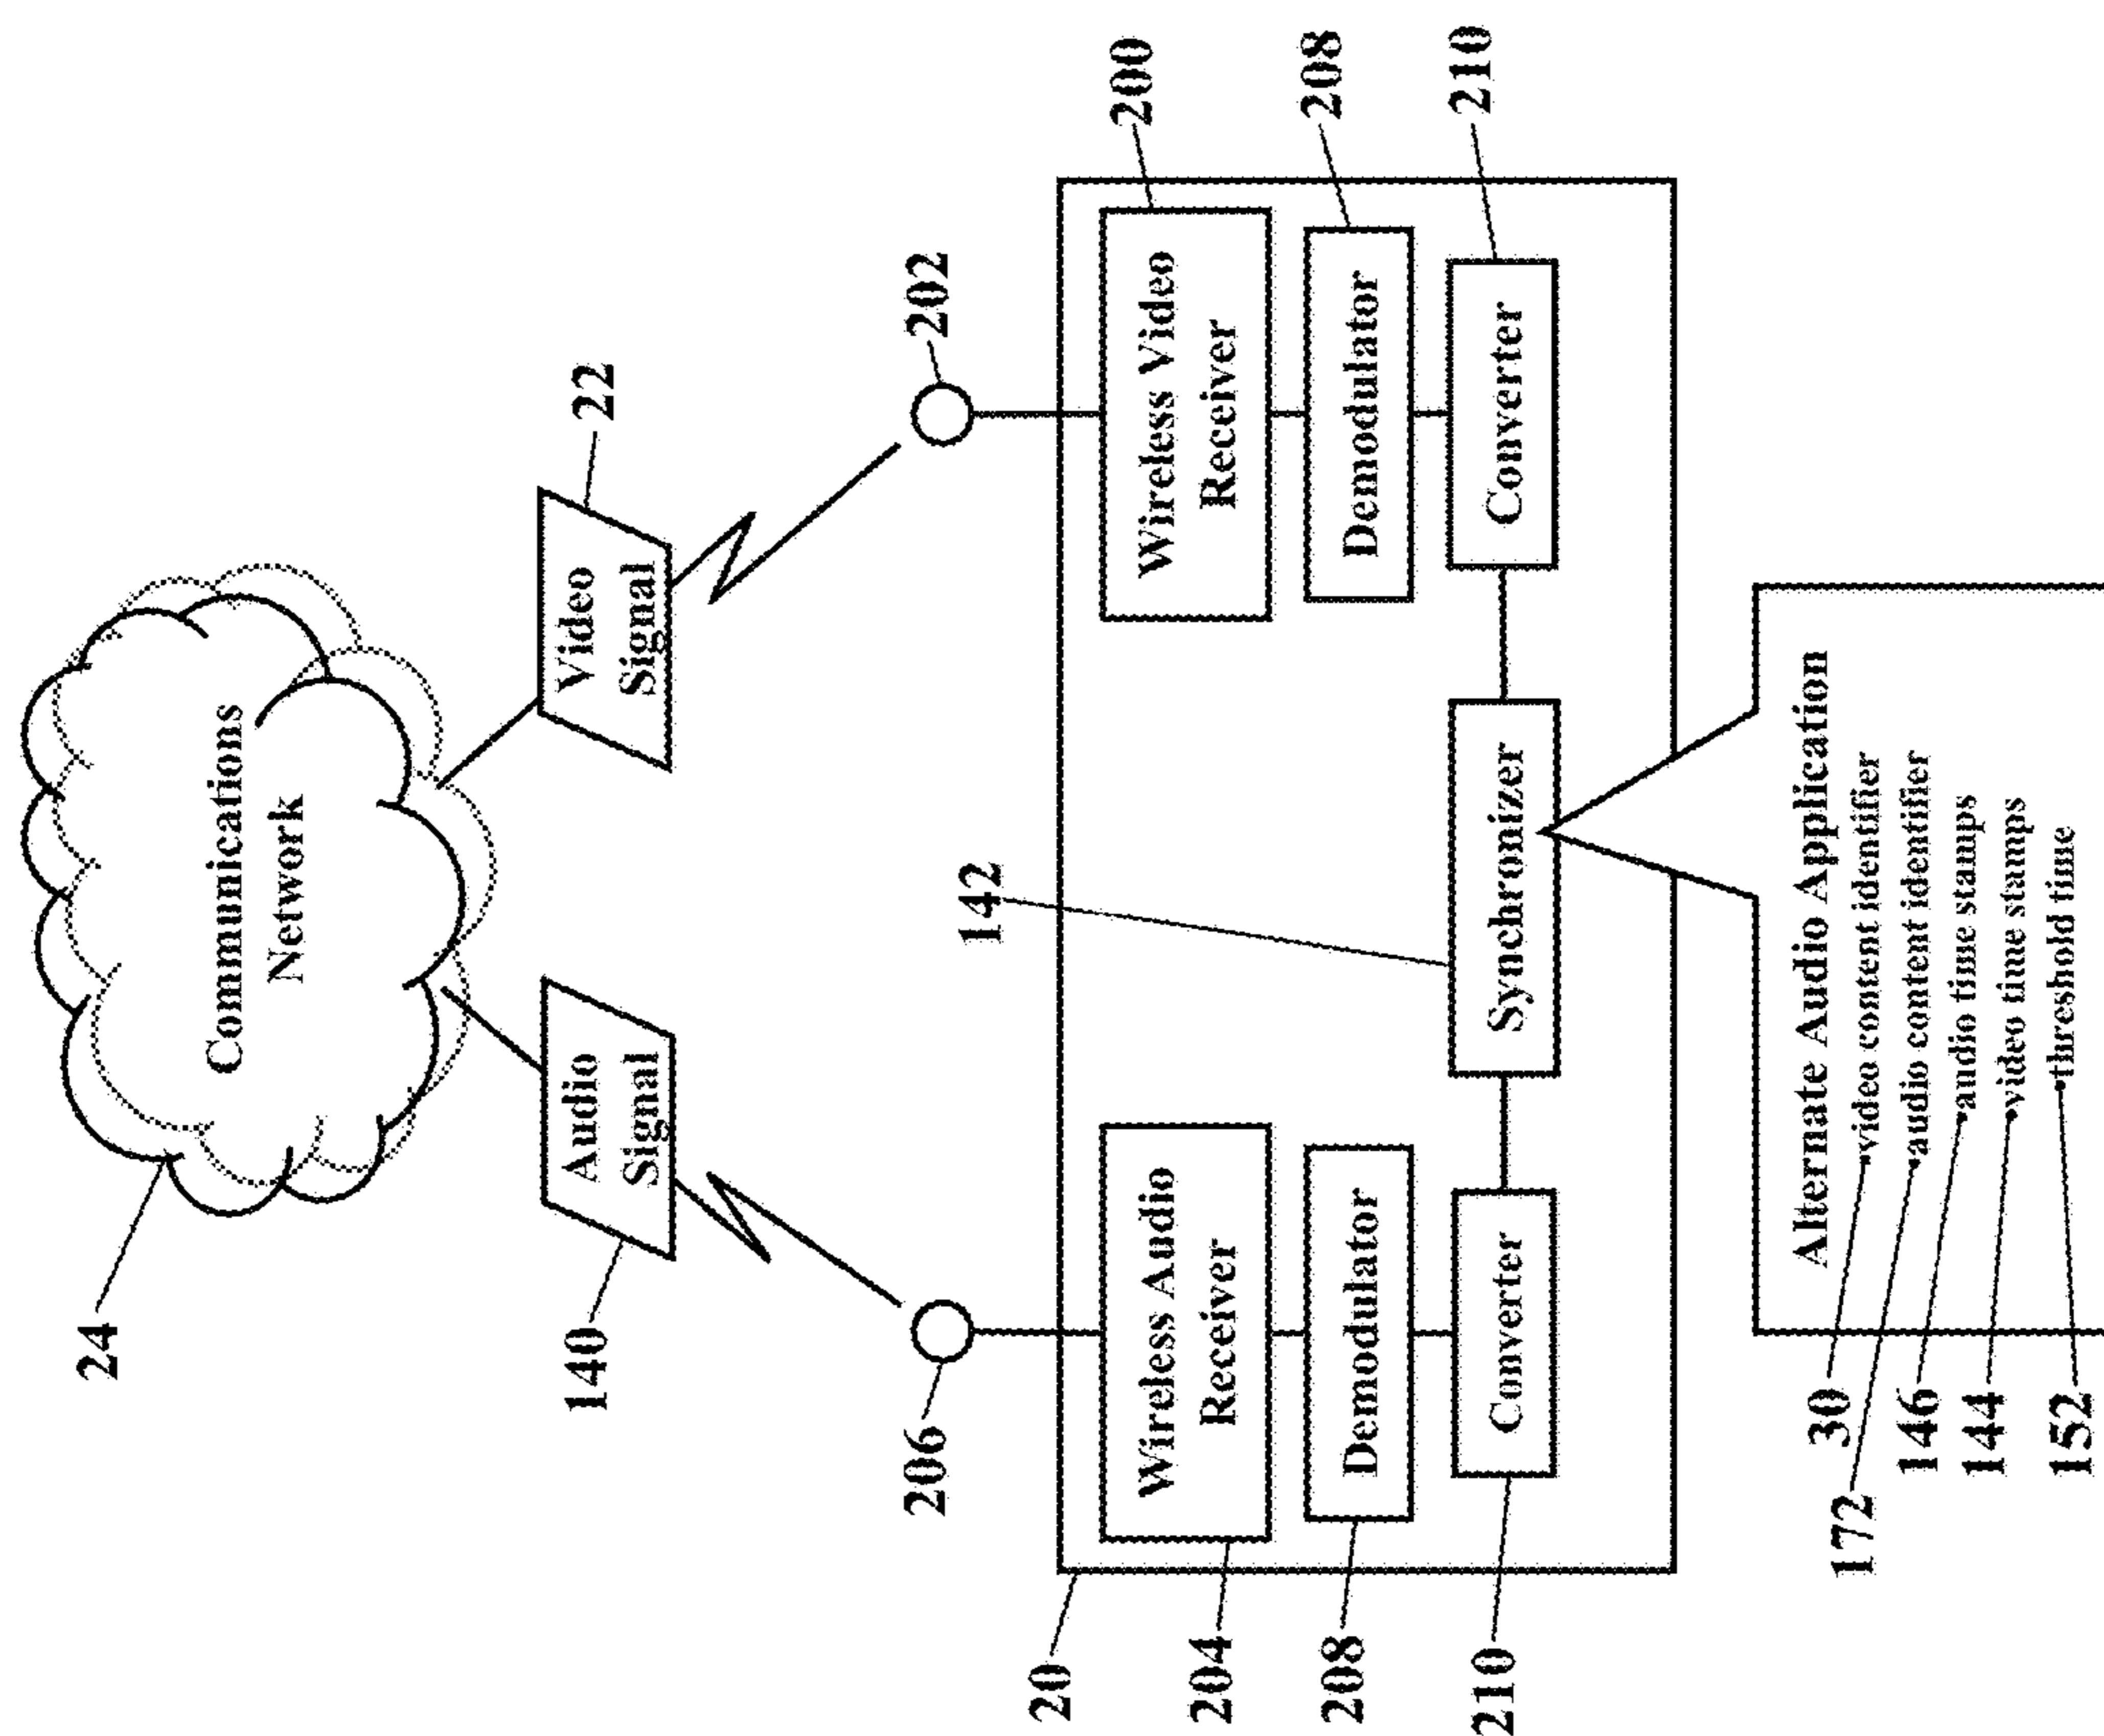 24
Communications
Network
140
Audio
Signal
Video
Signal
22
206
202
142
20
Wireless Audio
Receiver
204
Wireless Video
Receiver
200
208
Demodulator
Demodulator
208
210
Converter
Synchronizer
Converter
210
Alternate Audio Application
30
•video content identifier
172
•audio content identifier
146
•audio time stamps
144
•video time stamps
152
•threshold time